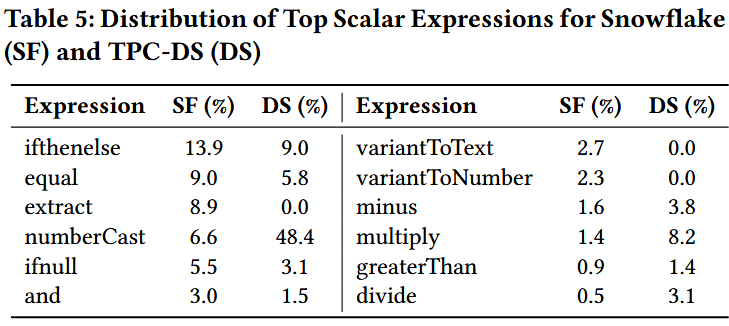 Table 5: Distribution of Top Scalar Expressions for Snowflake
(SF) and TPC-DS (DS)
Expression SF (%) DS (%) Expression SF (%) DS (%)
ifthenelse 13.9 9.0 variantToText 2.7 0.0
equal 9.0 5.8 variantToNumber 2.3 0.0
extract 8.9 0.0 minus 1.6 3.8
numberCast 6.6 48.4 multiply 1.4 8.2
ifnull 5.5 3.1 greaterThan 0.9 1.4
and 3.0 1.5 divide 0.5 3.1